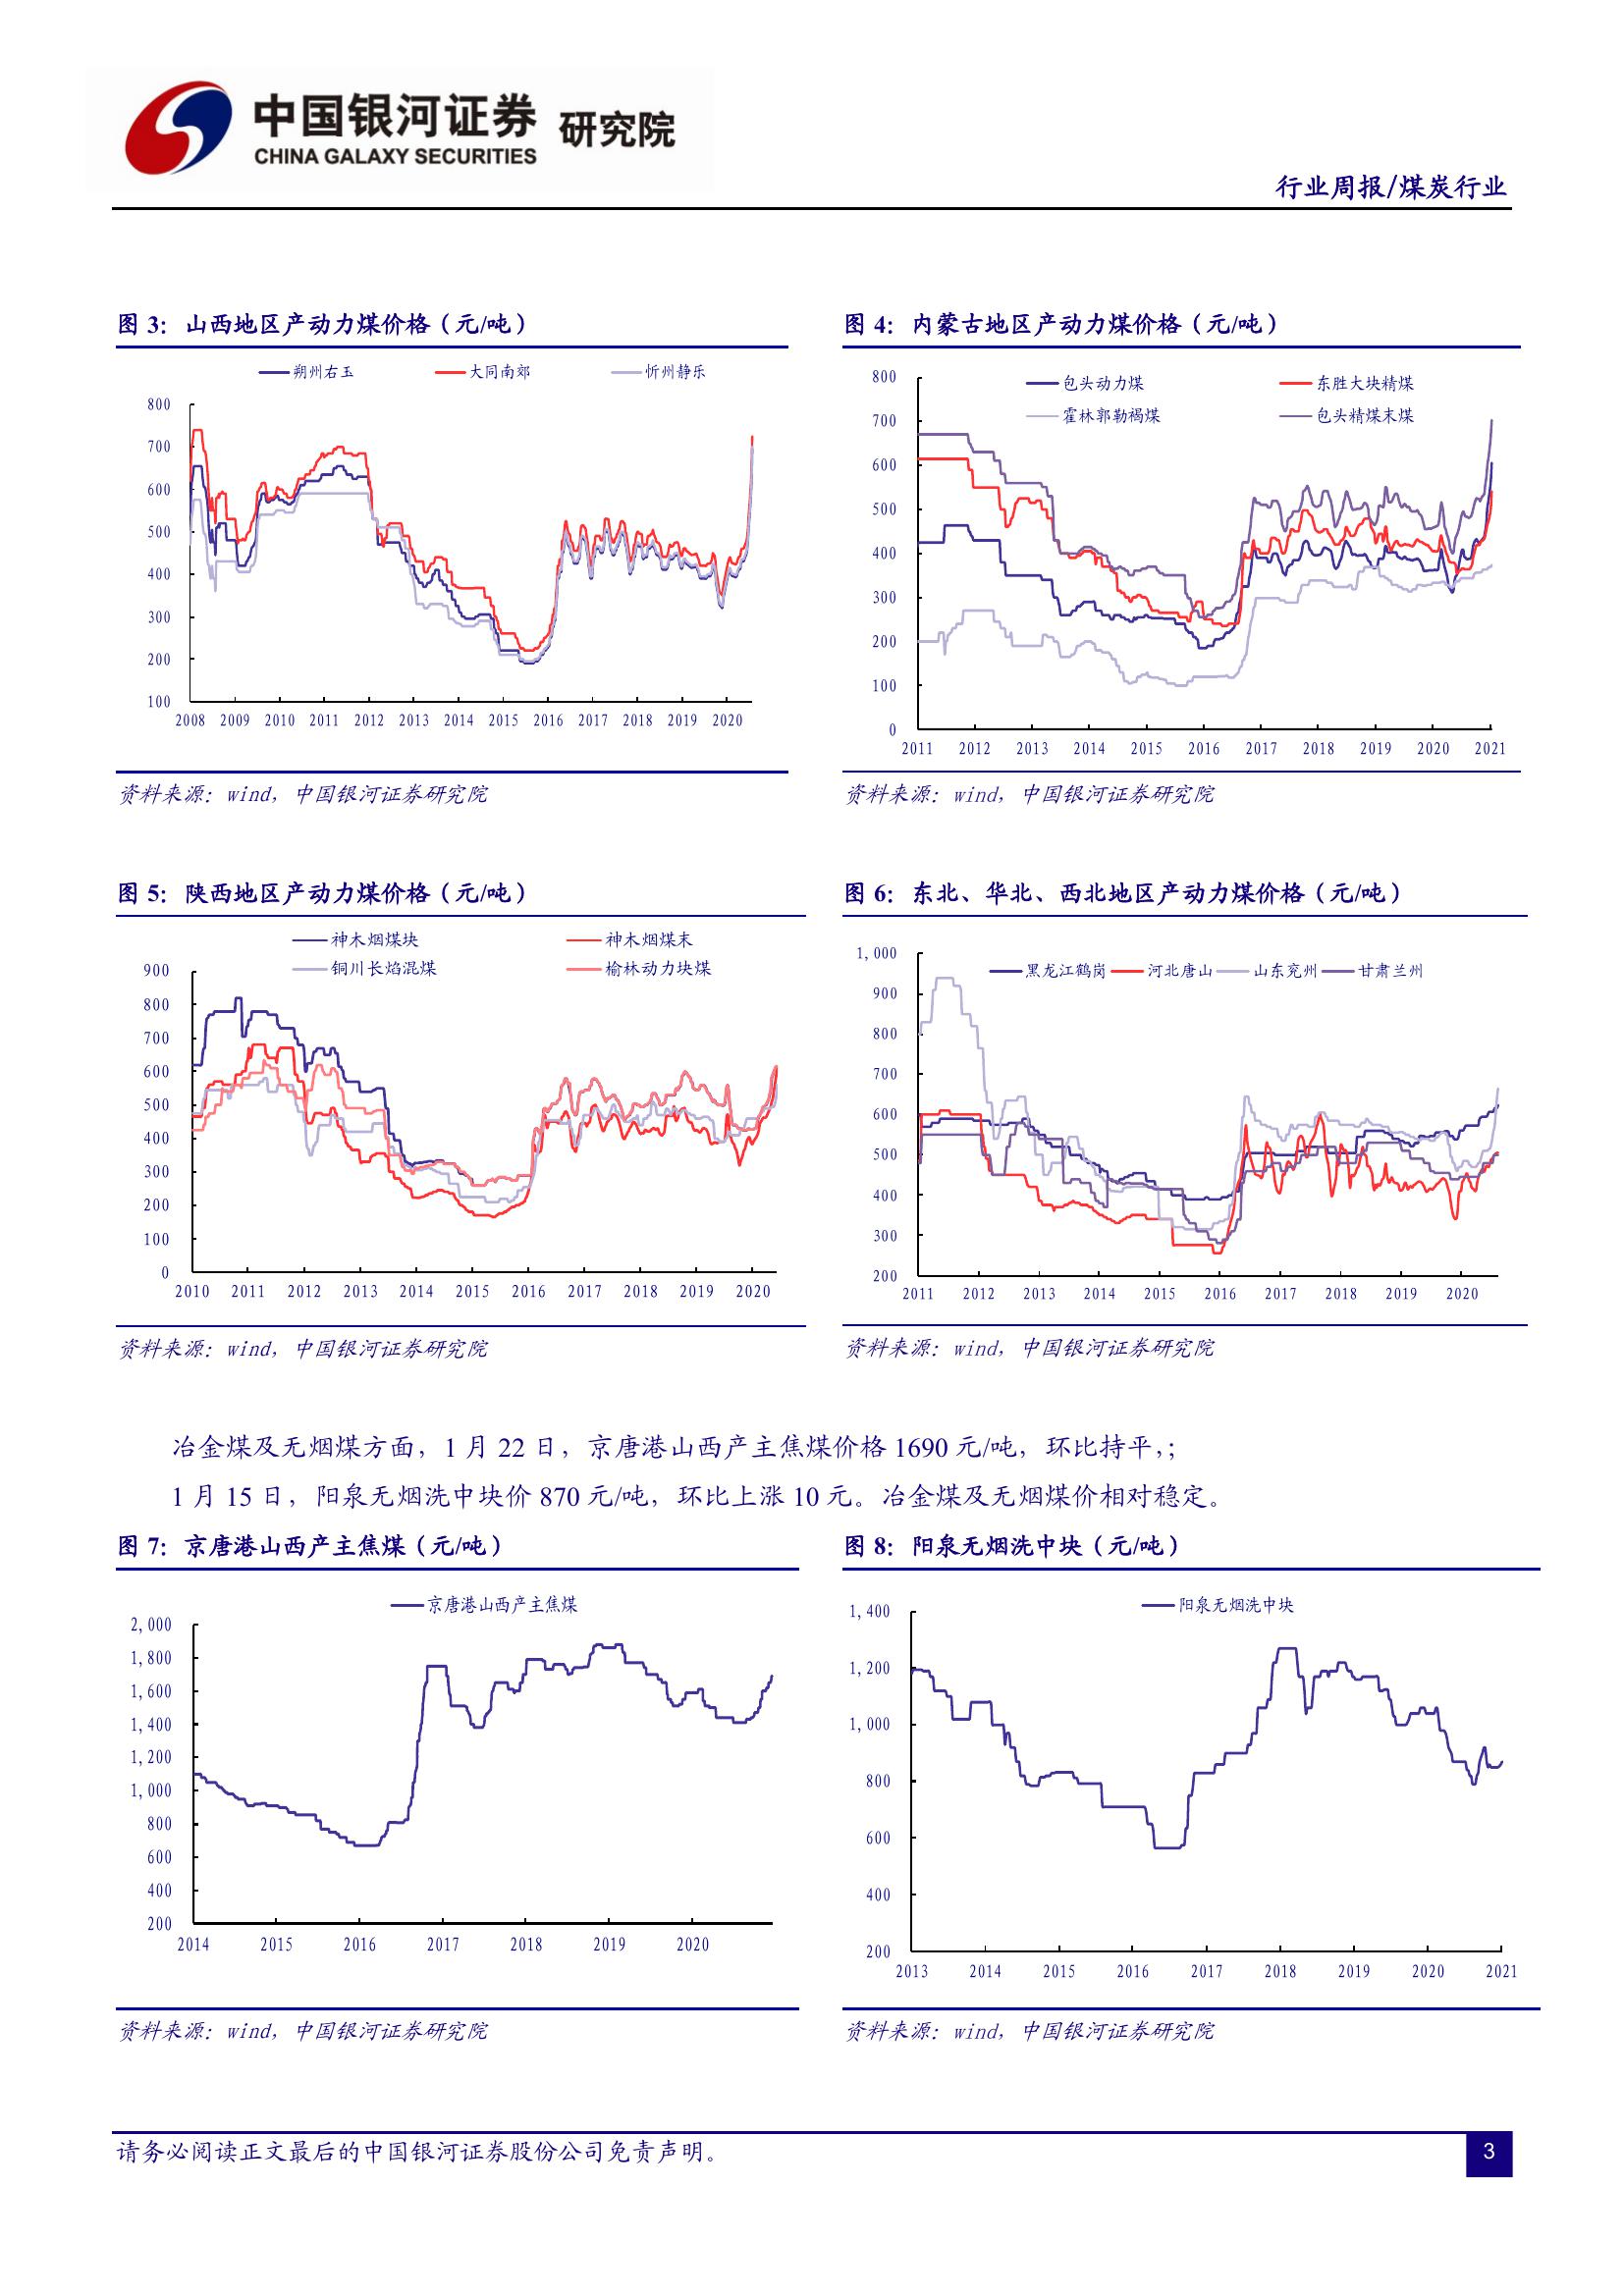 中国银河证券 研究院
CHINA GALAXY SECURITIES
行业周报/煤炭行业
图 3：山西地区产动力煤价格（元/吨）
朔州右玉 大同南郊 忻州静乐
800
700
600
500
400
300
200
100
2008 2009 2010 2011 2012 2013 2014 2015 2016 2017 2018 2019 2020
资料来源：wind，中国银河证券研究院
图 4：内蒙古地区产动力煤价格（元/吨）
包头动力煤 东胜大块精煤
霍林郭勒褐煤 包头精煤末煤
800
700
600
500
400
300
200
100
0
2011 2012 2013 2014 2015 2016 2017 2018 2019 2020 2021
资料来源：wind，中国银河证券研究院
图 5：陕西地区产动力煤价格（元/吨）
神木烟煤块 神木烟煤末
铜川长焰混煤 榆林动力块煤
900
800
700
600
500
400
300
200
100
0
2010 2011 2012 2013 2014 2015 2016 2017 2018 2019 2020
资料来源：wind，中国银河证券研究院
图 6：东北、华北、西北地区产动力煤价格（元/吨）
黑龙江鹤岗 河北唐山 山东兖州 甘肃兰州
1,000
900
800
700
600
500
400
300
200
2011 2012 2013 2014 2015 2016 2017 2018 2019 2020
资料来源：wind，中国银河证券研究院
冶金煤及无烟煤方面，1 月 22 日，京唐港山西产主焦煤价格 1690 元/吨，环比持平,；
1 月 15 日，阳泉无烟洗中块价 870 元/吨，环比上涨 10 元。冶金煤及无烟煤价相对稳定。
图 7：京唐港山西产主焦煤（元/吨）
京唐港山西产主焦煤
2,000
1,800
1,600
1,400
1,200
1,000
800
600
400
200
2014 2015 2016 2017 2018 2019 2020
资料来源：wind，中国银河证券研究院
图 8：阳泉无烟洗中块（元/吨）
阳泉无烟洗中块
1,400
1,200
1,000
800
600
400
200
2013 2014 2015 2016 2017 2018 2019 2020 2021
资料来源：wind，中国银河证券研究院
请务必阅读正文最后的中国银河证券股份公司免责声明。
3